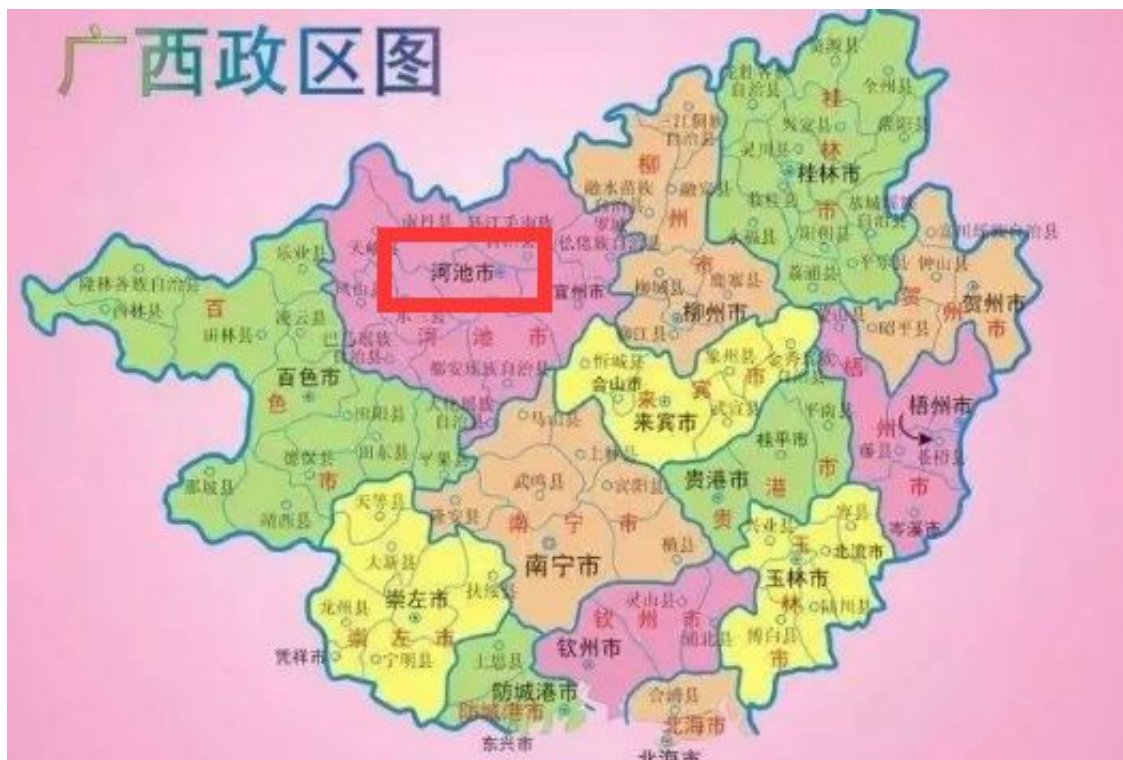 广西政区图
资源县
龙胜各族
自治县
全州县
桂
三江侗族
自治县
兴安县
灌阳县
柳
灵川县
林
桂林市
融水苗族
自治县
融安县
临桂县
恭城瑶族
自治县
南丹县
环江毛南族
自治县
罗城
仫佬族自治县
州
市
永福县
阳朔县
富川瑶族自治县
乐业县
天峨县
河池市
平乐县
钟山县
隆林各族自治县
市
鹿寨县
荔浦县
贺
贺州市
西林县
百
凤山县
宜州市
柳城县
州
凌云县
东兰县
柳州市
蒙山县
昭平县
市
田林县
巴马瑶族
自治县
河
池
市
柳江县
忻城县
象州县
金秀瑶族
自治县
梧
百色市
都安瑶族自治县
合山市
来
宾
市
色
大化瑶族
自治县
马山县
来宾市
武宣县
平南县
梧州市
田阳县
桂平市
州
藤县
苍梧县
德保县
田东县
平果县
上林县
贵港市
港
市
那坡县
市
武鸣县
宾阳县
市
靖西县
天等县
隆安县
南
宁
市
贵
容县
岑溪市
兴业县
大新县
南宁市
横县
玉
北流市
玉林市
龙州县
崇左市
扶绥县
灵山县
林
陆川县
崇
左
市
钦
州
市
凭祥市
宁明县
上思县
钦州市
浦北县
博白县
市
防城港市
合浦县
防城港市
北海市
东兴市
北海市